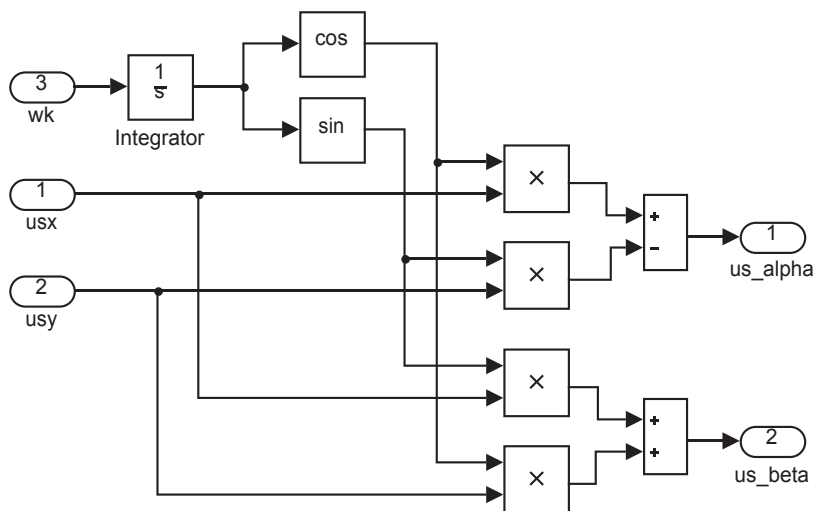 cos
3
1
s
wk
Integrator
sin
×
1
usx
+
−
1
us_alpha
×
2
usy
×
+
+
2
us_beta
×